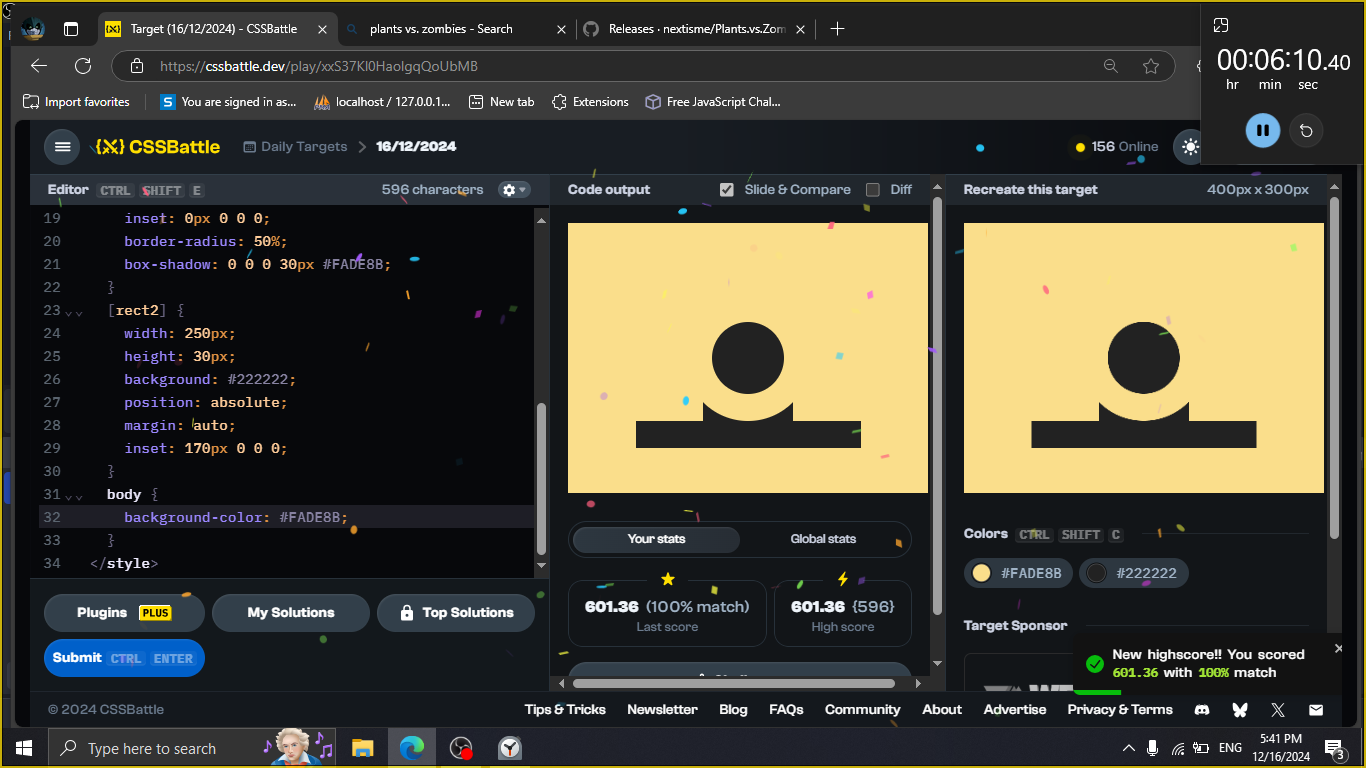 Target (16/12/2024) - CSSBattle
plants vs. zombies - Search
Releases · nextisme/Plants.vs.Zom
https://cssbattle.dev/play/xxS37KI0HaoIgqQoUbMB
00:06:10.40
hr min sec
Import favorites
You are signed in as...
localhost / 127.0.0.1...
New tab
Extensions
Free JavaScript Chal...
CSSBattle
Daily Targets
16/12/2024
156 Online
Editor CTRL SHIFT E
596 characters
Code output
Slide & Compare
Diff
Recreate this target
400px x 300px
19 inset: 0px 0 0 0;
20 border-radius: 50%;
21 box-shadow: 0 0 0 30px #FADE8B;
22 }
23 [rect2] {
24 width: 250px;
25 height: 30px;
26 background: #222222;
27 position: absolute;
28 margin: auto;
29 inset: 170px 0 0 0;
30 }
31 body {
32 background-color: #FADE8B;
33 }
34 </style>
Your stats
Global stats
601.36 (100% match)
Last score
601.36 {596}
High score
Colors CTRL SHIFT C
#FADE8B
#222222
Target Sponsor
New highscore!! You scored
601.36 with 100% match
Plugins PLUS
My Solutions
Top Solutions
Submit CTRL ENTER
© 2024 CSSBattle
Tips & Tricks
Newsletter
Blog
FAQs
Community
About
Advertise
Privacy & Terms
Type here to search
ENG
5:41 PM
12/16/2024
3